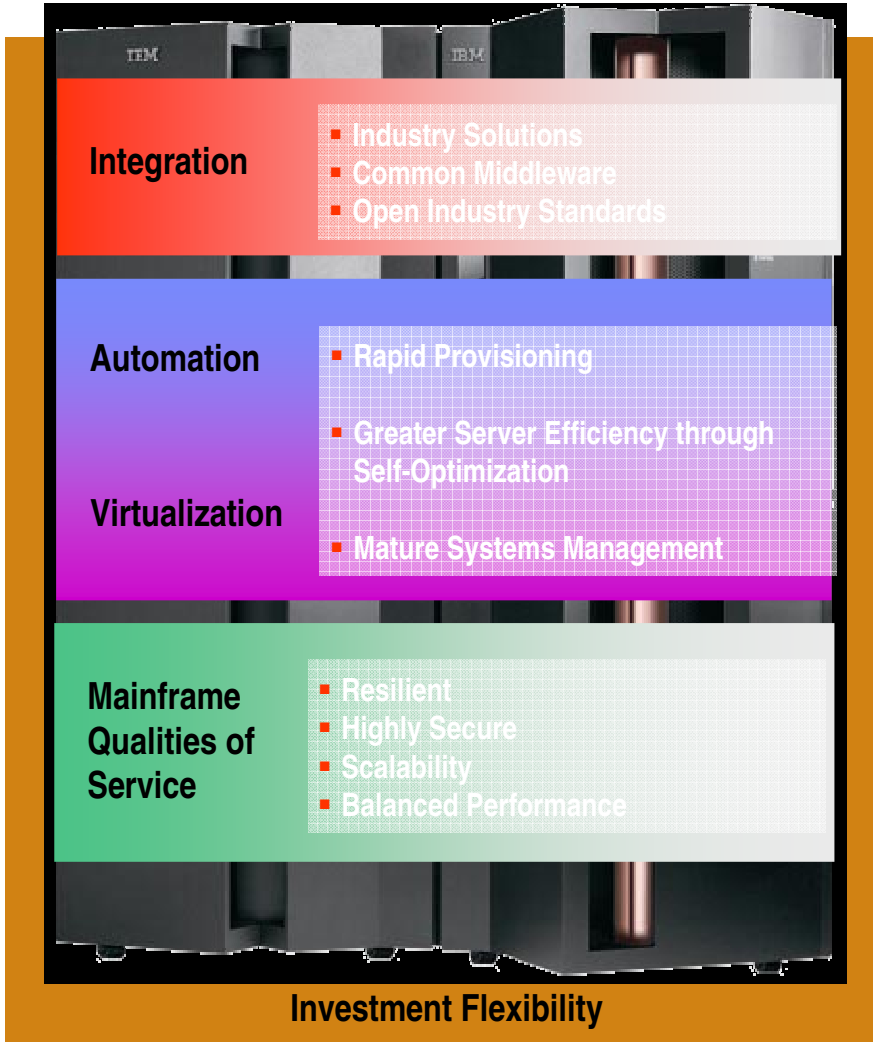 IBM IBM
Integration
▪ Industry Solutions
▪ Common Middleware
▪ Open Industry Standards
Automation
Virtualization
▪ Rapid Provisioning
▪ Greater Server Efficiency through
Self-Optimization
▪ Mature Systems Management
Mainframe
Qualities of
Service
▪ Resilient
▪ Highly Secure
▪ Scalability
▪ Balanced Performance
Investment Flexibility